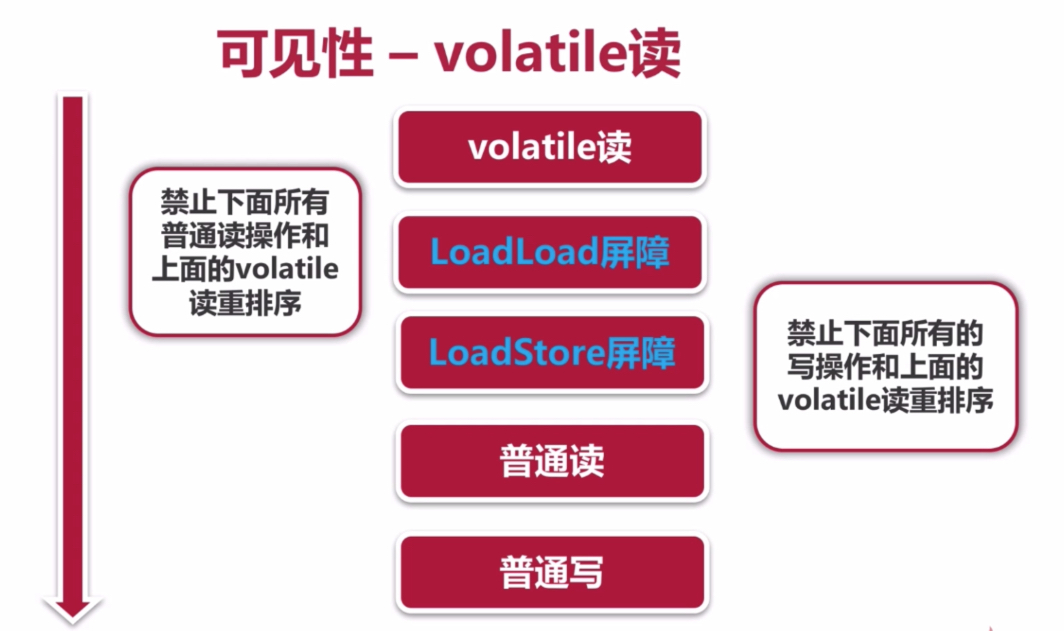 可见性 – volatile读
volatile读
禁止下面所有
普通读操作和
上面的volatile
读重排序
LoadLoad屏障
LoadStore屏障
禁止下面所有的
写操作和上面的
volatile读重排序
普通读
普通写